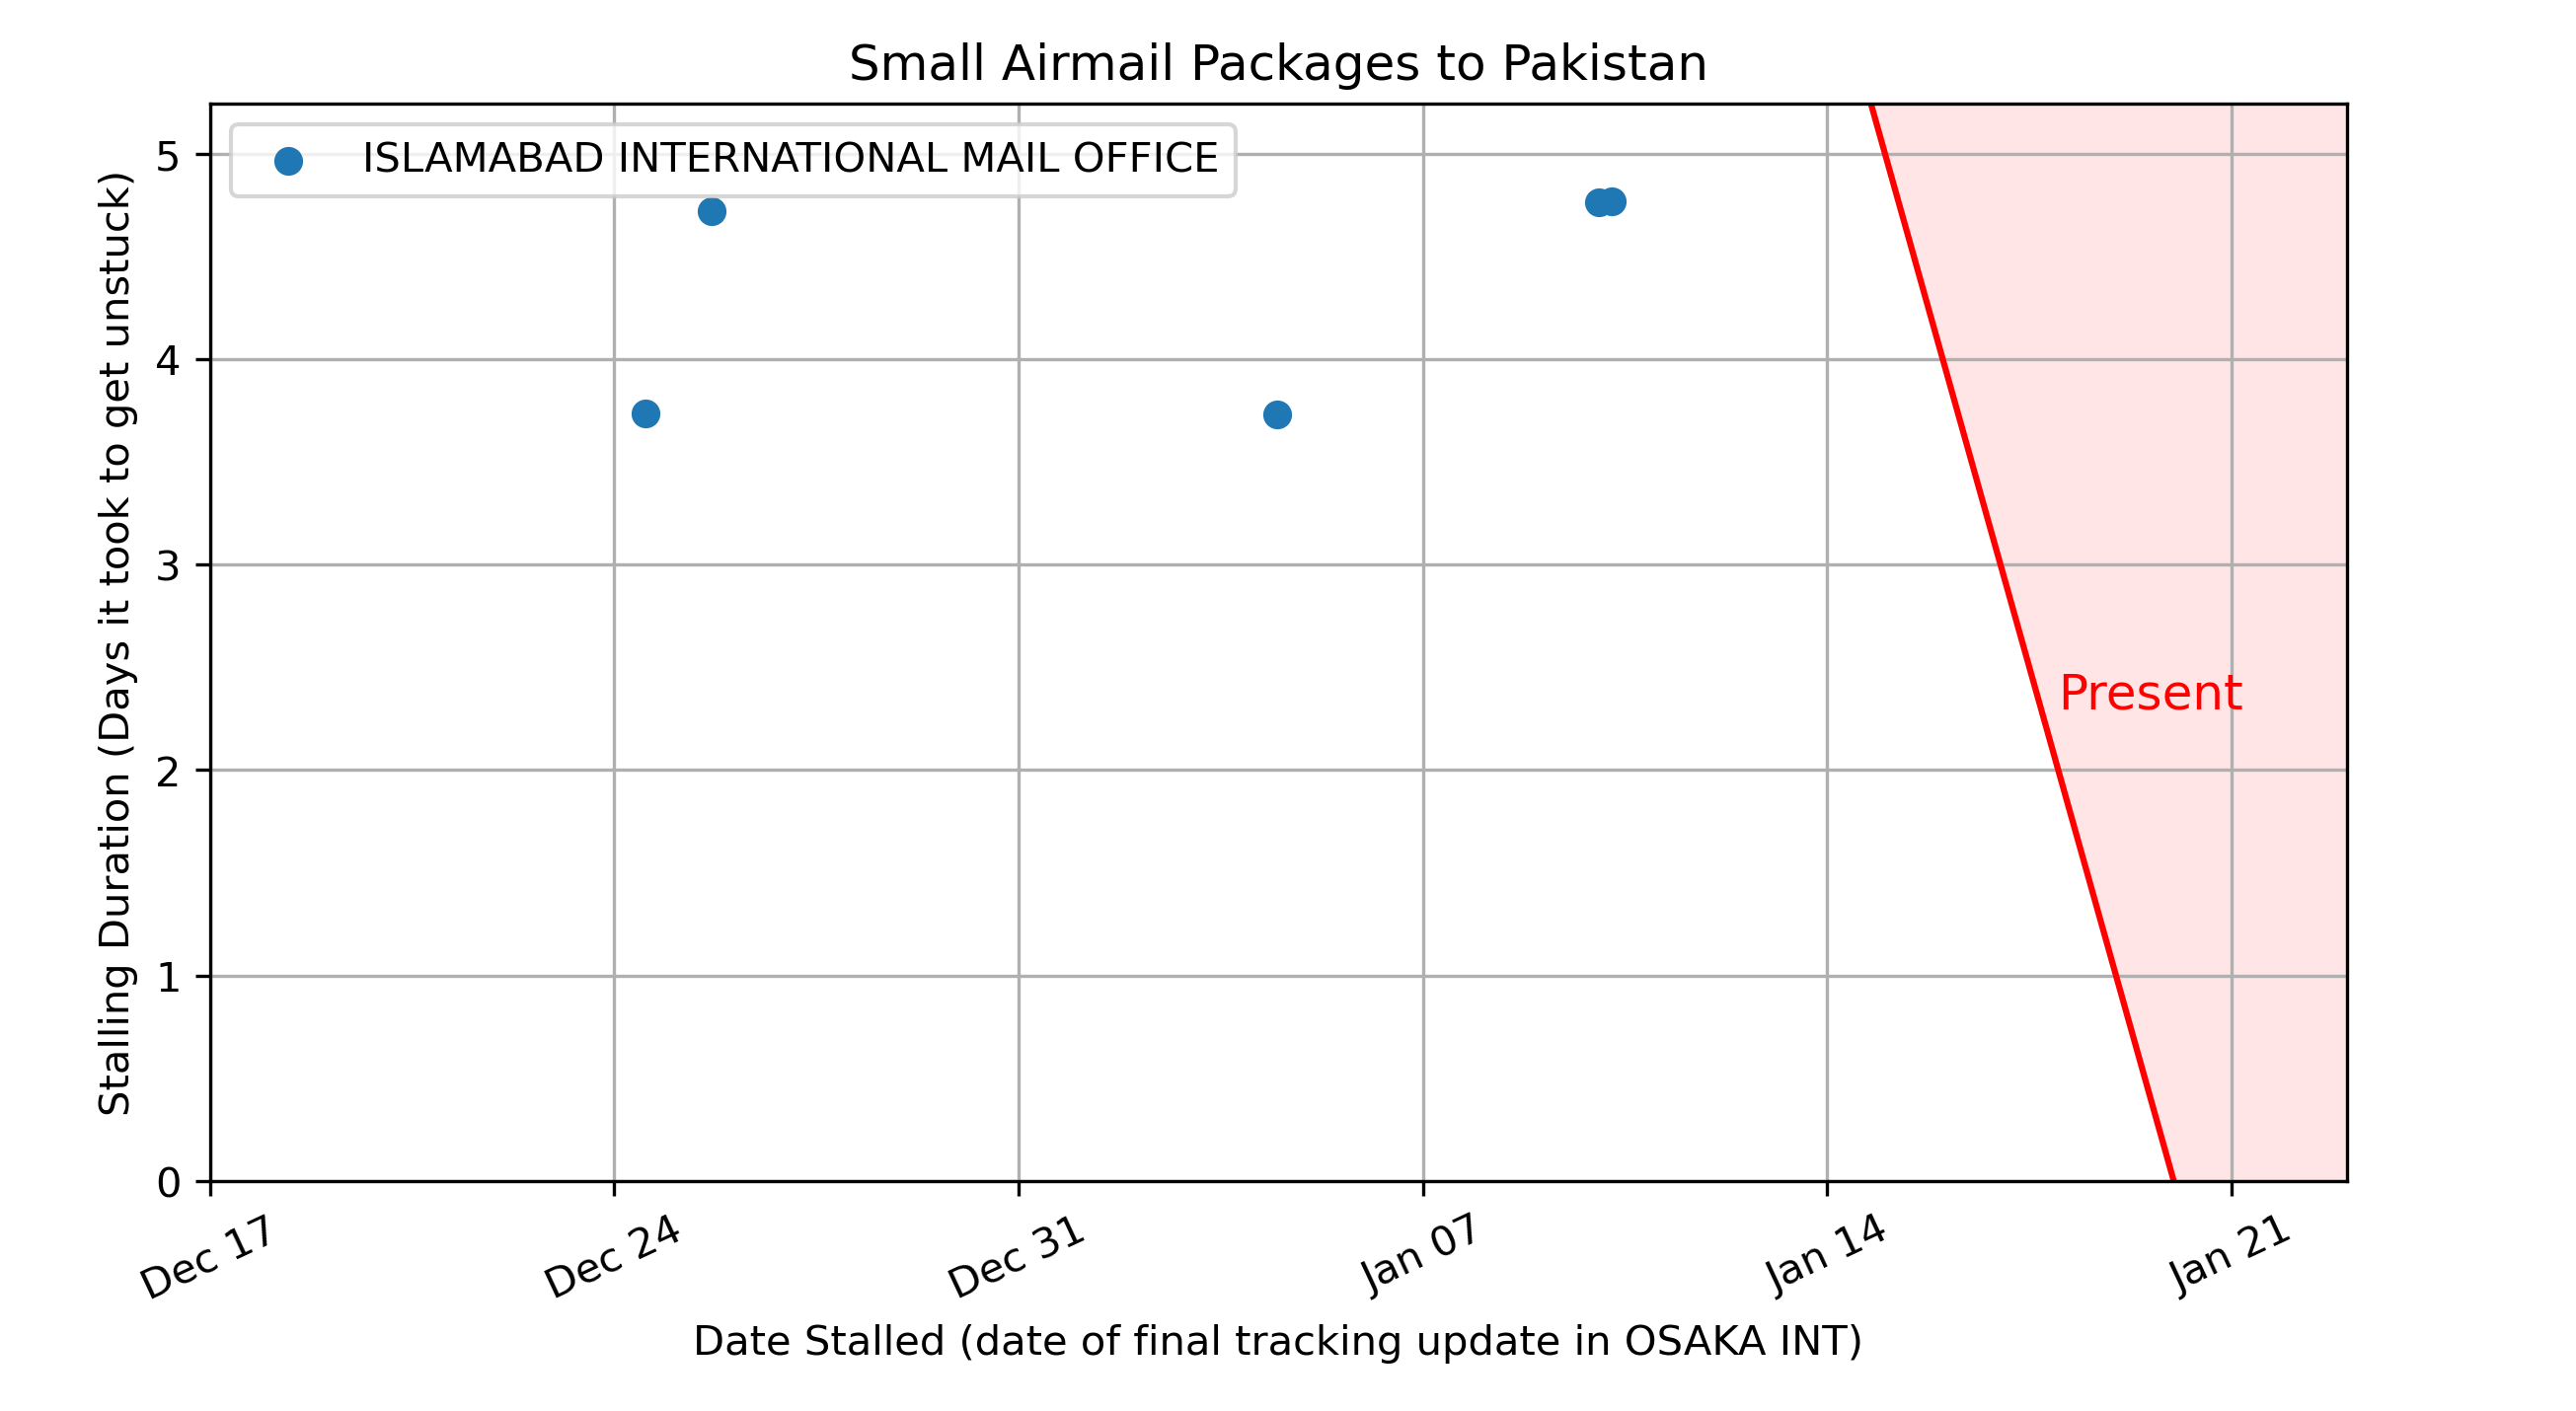 Small Airmail Packages to Pakistan
ISLAMABAD INTERNATIONAL MAIL OFFICE
Stalling Duration (Days it took to get unstuck)
5
4
3
2
1
0
Present
Dec 17
Dec 24
Dec 31
Jan 07
Jan 14
Jan 21
Date Stalled (date of final tracking update in OSAKA INT)